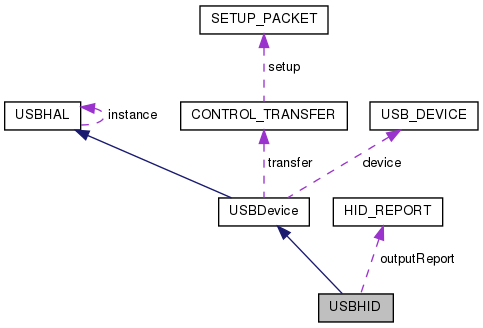 SETUP_PACKET
setup
USBHAL
instance
CONTROL_TRANSFER
USB_DEVICE
transfer
device
USBDevice
HID_REPORT
outputReport
USBHID